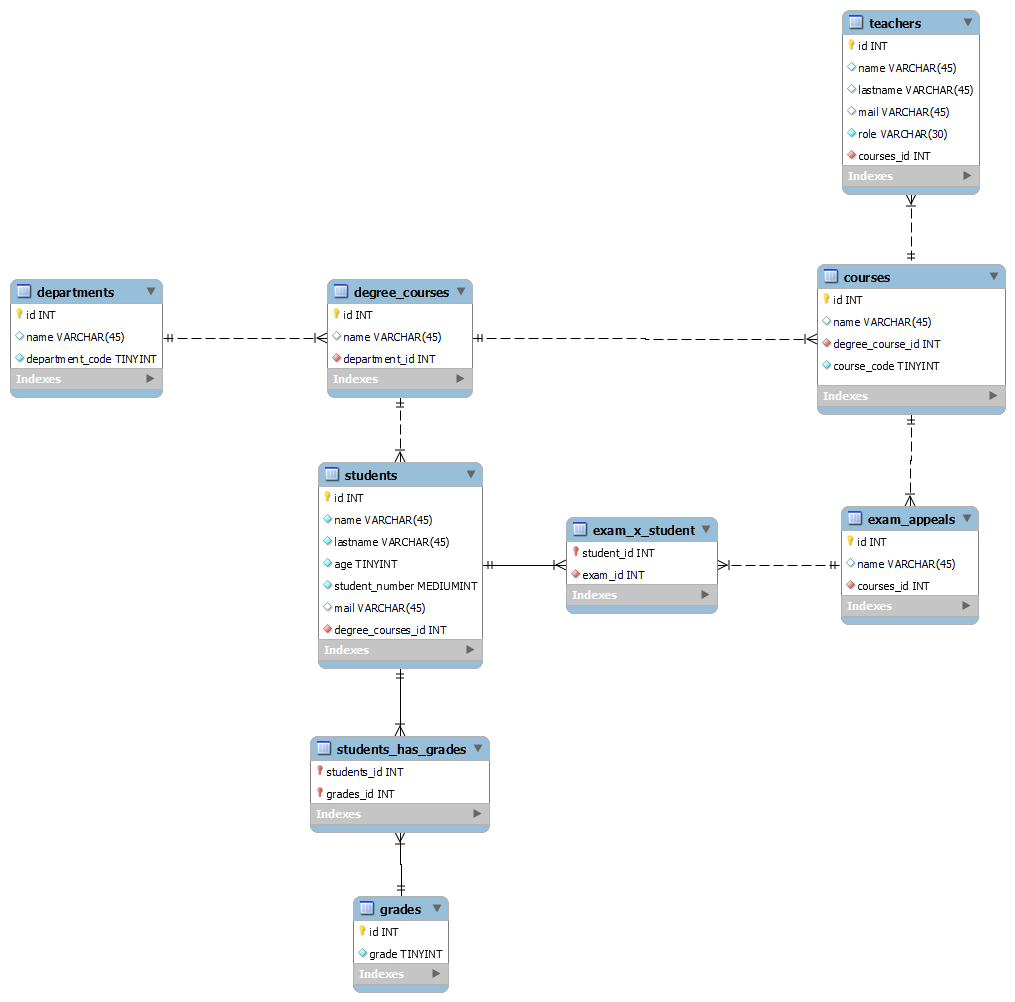 teachers
id INT
name VARCHAR(45)
lastname VARCHAR(45)
mail VARCHAR(45)
role VARCHAR(30)
courses_id INT
Indexes
departments
id INT
name VARCHAR(45)
department_code TINYINT
Indexes
degree_courses
id INT
name VARCHAR(45)
department_id INT
Indexes
courses
id INT
name VARCHAR(45)
degree_course_id INT
course_code TINYINT
Indexes
students
id INT
name VARCHAR(45)
lastname VARCHAR(45)
age TINYINT
student_number MEDIUMINT
mail VARCHAR(45)
degree_courses_id INT
Indexes
exam_x_student
student_id INT
exam_id INT
Indexes
exam_appeals
id INT
name VARCHAR(45)
courses_id INT
Indexes
students_has_grades
students_id INT
grades_id INT
Indexes
grades
id INT
grade TINYINT
Indexes